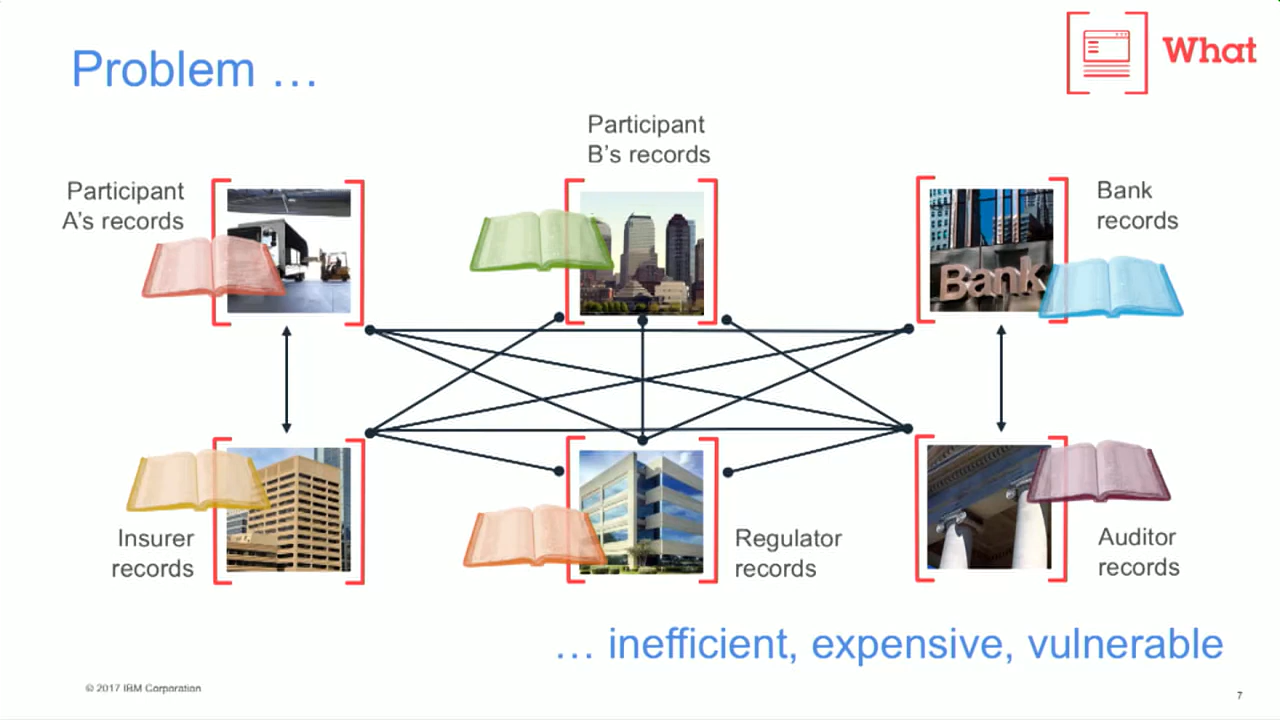 What
Problem …
Participant
B's records
Participant
A's records
Bank
records
Bank
Insurer
records
Regulator
records
Auditor
records
… inefficient, expensive, vulnerable
© 2017 IBM Corporation
7